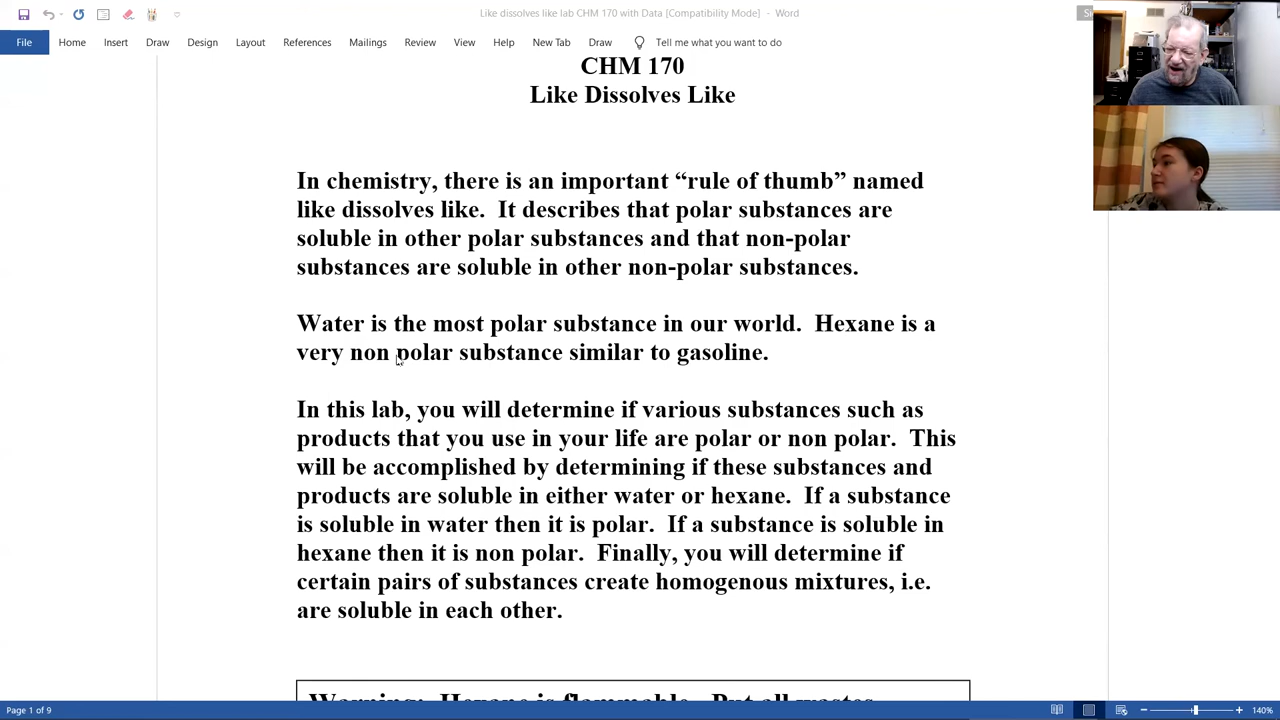 Like dissolves like lab CHM 170 with Data [Compatibility Mode] - Word
File Home Insert Draw Design Layout References Mailings Review View Help New Tab Draw Tell me what you want to do
CHM 170
Like Dissolves Like
In chemistry, there is an important “rule of thumb” named
like dissolves like. It describes that polar substances are
soluble in other polar substances and that non-polar
substances are soluble in other non-polar substances.
Water is the most polar substance in our world. Hexane is a
very non polar substance similar to gasoline.
In this lab, you will determine if various substances such as
products that you use in your life are polar or non polar. This
will be accomplished by determining if these substances and
products are soluble in either water or hexane. If a substance
is soluble in water then it is polar. If a substance is soluble in
hexane then it is non polar. Finally, you will determine if
certain pairs of substances create homogenous mixtures, i.e.
are soluble in each other.
Warning: Hexane is flammable. Put all wastes
Page 1 of 9
140%